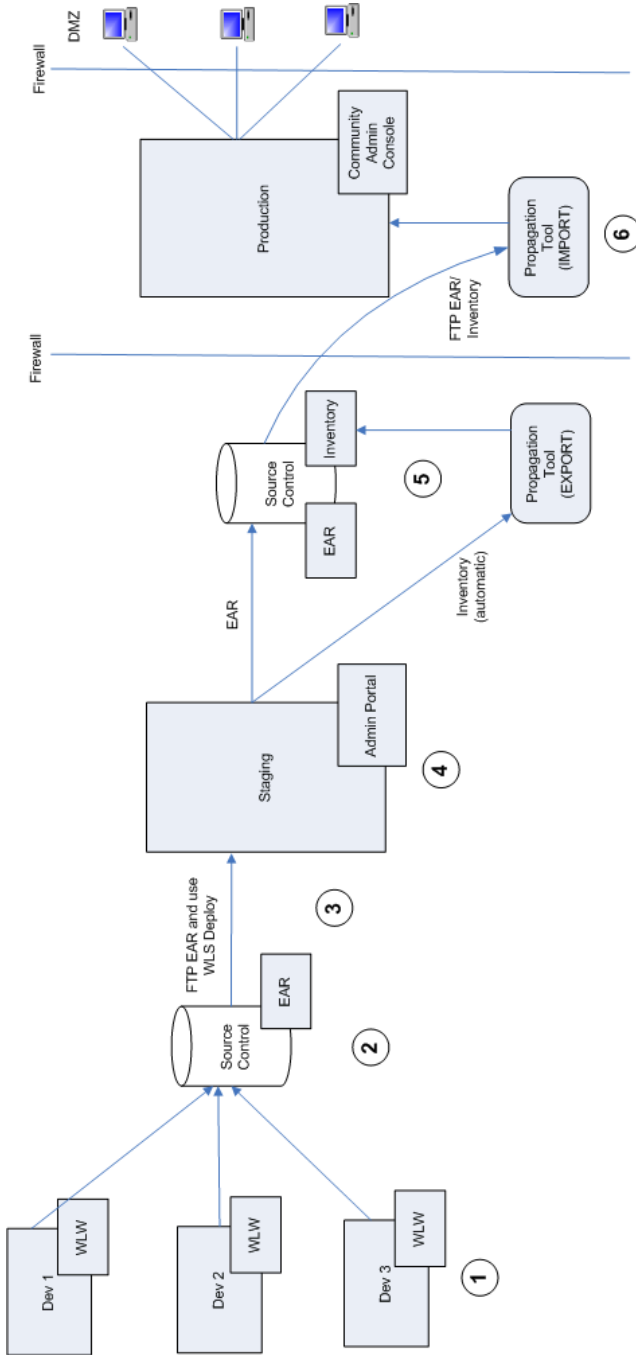 Dev 1
WLW
Dev 2
WLW
Dev 3
WLW
1
Source
Control
EAR
2
FTP EAR and use
WLS Deploy
3
Staging
Admin Portal
4
EAR
Inventory
(automatic)
Source
Control
EAR
Inventory
5
Propagation
Tool
(EXPORT)
Firewall
FTP EAR/
Inventory
Production
Community
Admin
Console
Propagation
Tool
(IMPORT)
6
Firewall
DMZ